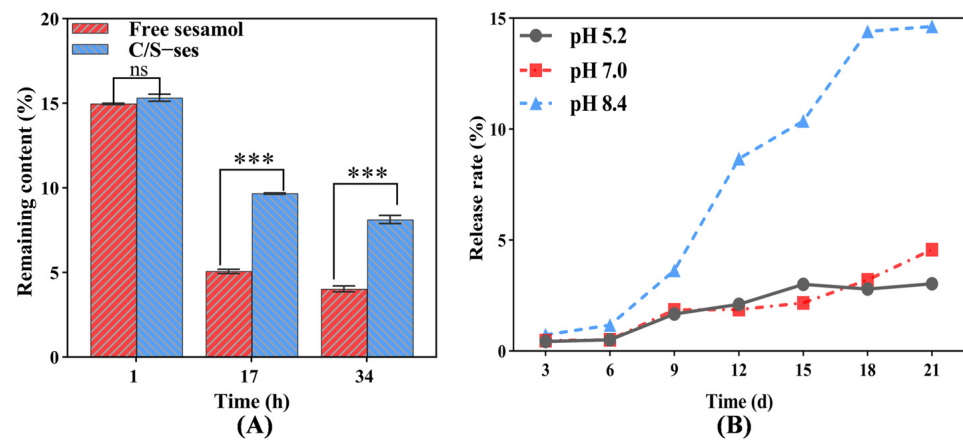 Free sesamol
C/S−ses
ns
***
***
20
15
10
5
0
Remaining content (%)
1 17 34
Time (h)
(A)
pH 5.2
pH 7.0
pH 8.4
15
10
5
0
Release rate (%)
3 6 9 12 15 18 21
Time (d)
(B)